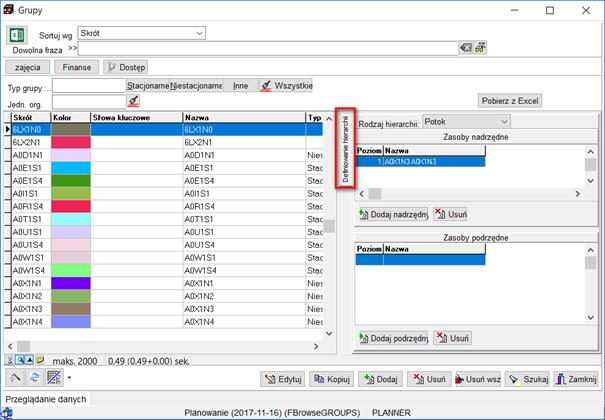 Grupy
Sortuj wg Skrót
Dowolna fraza >>
zajęcia Finanse Dostęp
Typ grupy.:.. Stacjonarne Niestacjonarne Inne Wszystkie
Jedn. org. Pobierz z Excel
Skrót Kolor Słowa kluczowe Nazwa Typ
6LX1N0 6LX1N0
6LX2N1 6LX2N1
A0D1N1 A0D1N1 Nies
A0E1S1 A0E1S1 Stac
A0E1S4 A0E1S4 Stac
A0I1S1 A0I1S1 Stac
A0R1S4 A0R1S4 Stac
A0T1S1 A0T1S1 Stac
A0U1S1 A0U1S1 Stac
A0U1S4 A0U1S4 Stac
A0W1S1 A0W1S1 Stac
A0W1S4 A0W1S4 Stac
A0X1N1 A0X1N1 Nies
A0X1N2 A0X1N2 Nies
A0X1N3 A0X1N3 Nies
A0X1N4 A0X1N4 Nies
Definiowanie hierarchii
Rodzaj hierarchii: Potok
Zasoby nadrzędne
Poziom Nazwa
1 A0X1N3 A0X1N3
Dodaj nadrzędny Usuń
Zasoby podrzędne
Poziom Nazwa
Dodaj podrzędny Usuń
maks. 2000 0.49 (0.49+0.00) sek.
Edytuj Kopiuj Dodaj Usuń Usuń wsz Szukaj Zamknij
Przeglądanie danych
Planowanie (2017-11-16) (FBrowseGROUPS) PLANNER